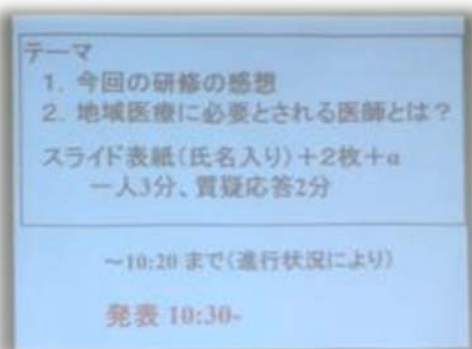 テーマ
1. 今回の研修の感想
2. 地域医療に必要とされる医師とは？
スライド表紙（氏名入り）＋2枚＋α
一人3分、質疑応答2分
～10:20 まで（進行状況により）
発表 10:30-